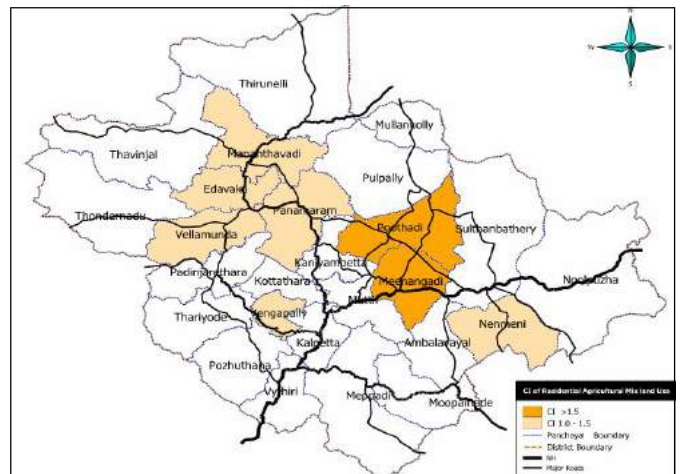 N
W
E
S
Thirunelli
Mullankolly
Mananthavadi
Thavinjal
Pulpally
Edavaka
Panamaram
Thondarnadu
Poothadi
Sulthanbathery
Vellamunda
Kaniyambetta
Padinjarethara
Kottathara
Meenangadi
Noolpuzha
Muttil
Vengapally
Thariyode
Nenmeni
Kalpetta
Ambalavayal
Pozhuthana
Vythiri
Meppadi
Moopainade
CI of Residential Agricultural Mix land Use
CI >1.5
CI 1.0 - 1.5
Panchayat Boundary
District Boundary
NH
Major Roads